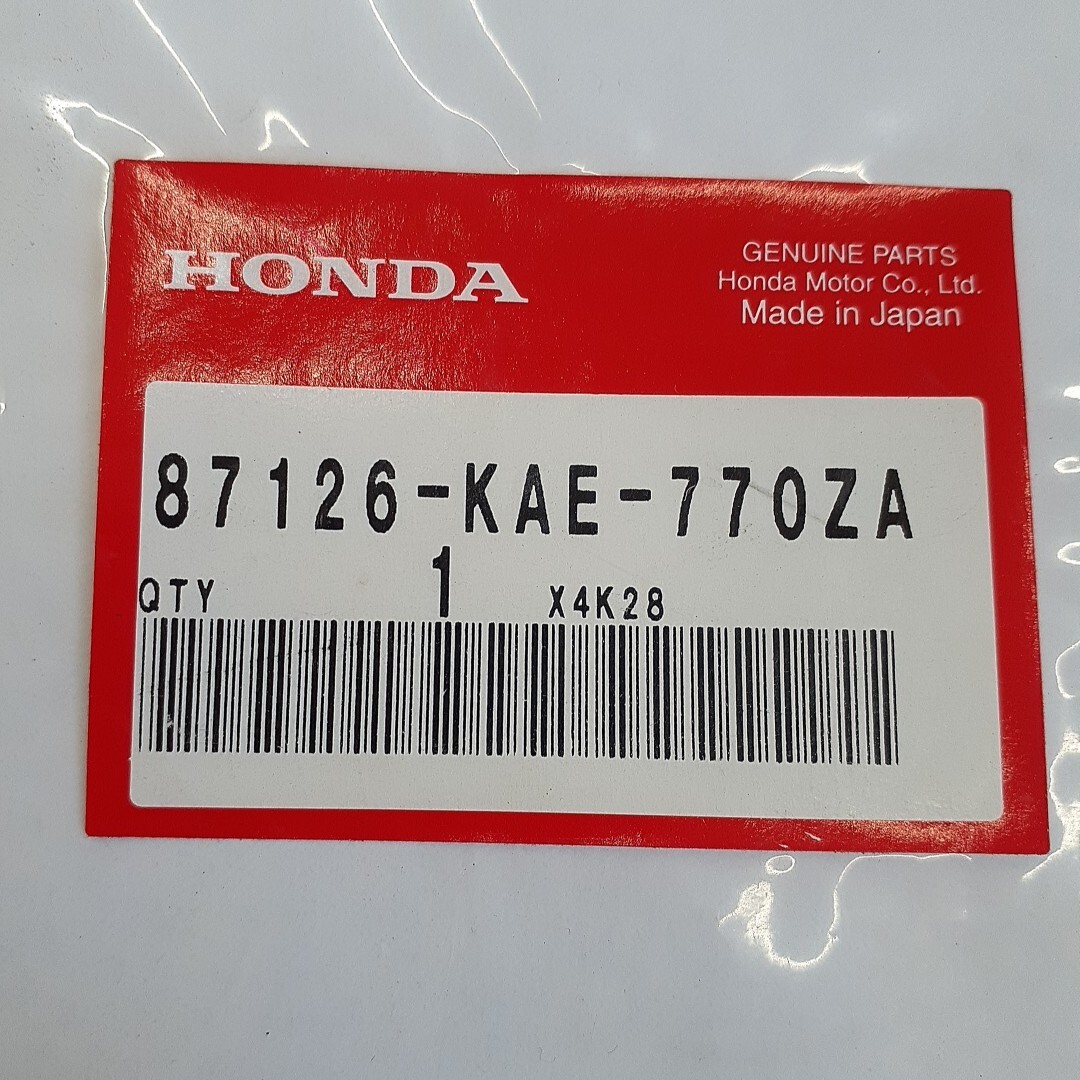 HONDA
GENUINE PARTS
Honda Motor Co., Ltd.
Made in Japan
87126-KAE-770ZA
QTY 1 X4K28